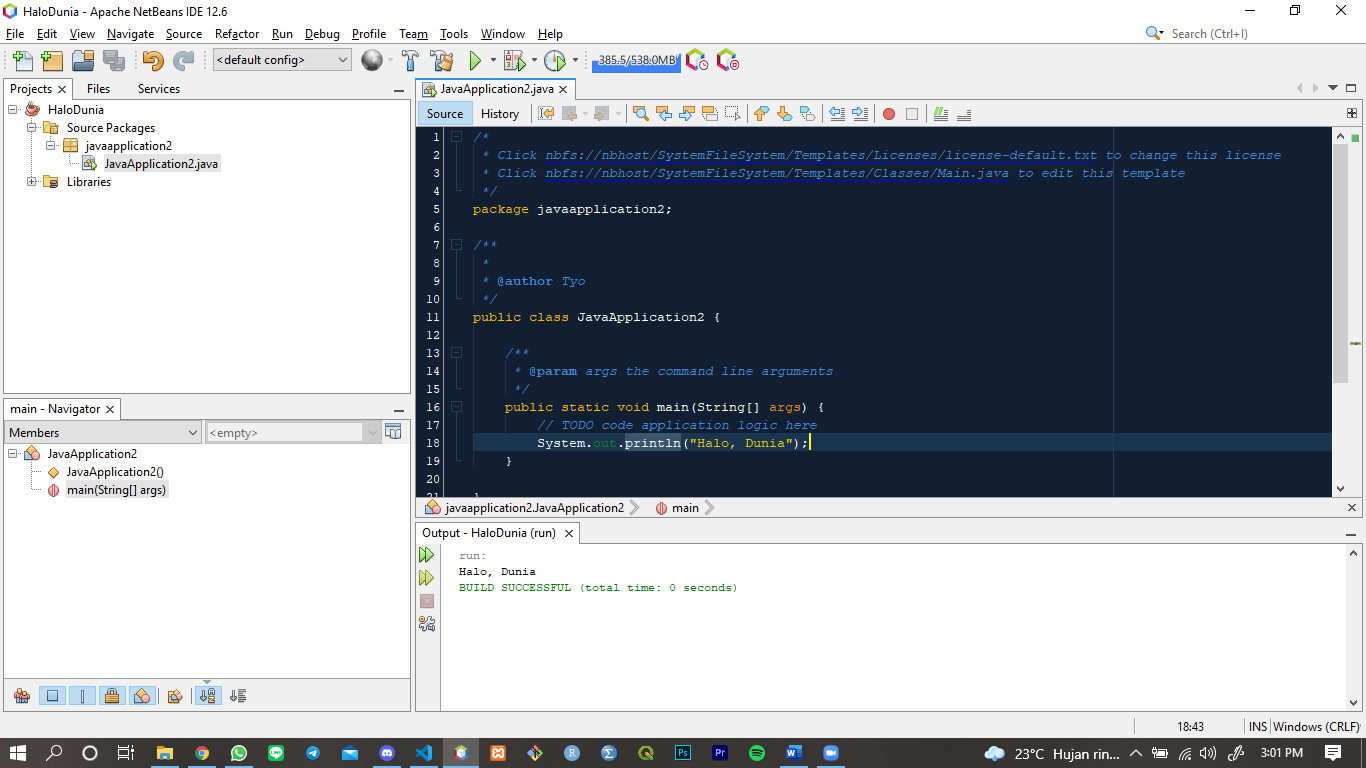 HaloDunia - Apache NetBeans IDE 12.6
File Edit View Navigate Source Refactor Run Debug Profile Team Tools Window Help
Search (Ctrl+I)
<default config>
385.5/538.0MB
Projects Files Services
HaloDunia
Source Packages
javaapplication2
JavaApplication2.java
Libraries
main - Navigator
Members
<empty>
JavaApplication2
JavaApplication2()
main(String[] args)
JavaApplication2.java
Source History
1 /*
2 * Click nbfs://nbhost/SystemFileSystem/Templates/Licenses/license-default.txt to change this license
3 * Click nbfs://nbhost/SystemFileSystem/Templates/Classes/Main.java to edit this template
4 */
5 package javaapplication2;
6
7 /**
8 *
9 * @author Tyo
10 */
11 public class JavaApplication2 {
12
13 /**
14 * @param args the command line arguments
15 */
16 public static void main(String[] args) {
17 // TODO code application logic here
18 System.out.println("Halo, Dunia");
19 }
20
21 }
javaapplication2.JavaApplication2 main
Output - HaloDunia (run)
run:
Halo, Dunia
BUILD SUCCESSFUL (total time: 0 seconds)
18:43 INS Windows (CRLF)
23°C Hujan rin... 3:01 PM